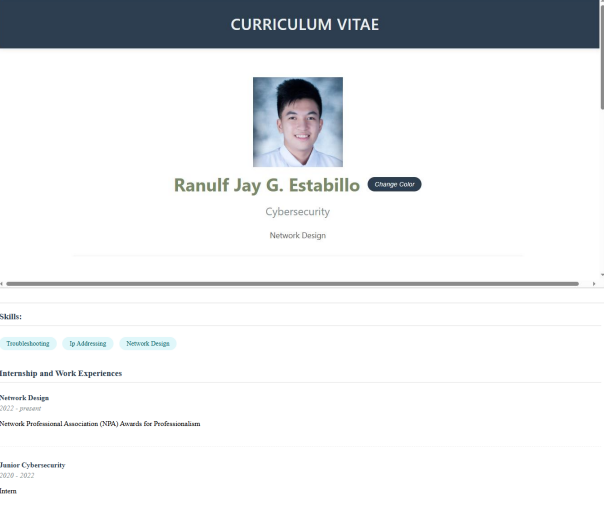 CURRICULUM VITAE
Ranulf Jay G. Estabillo Change Color
Cybersecurity
Network Design
Skills:
Troubleshooting Ip Addressing Network Design
Internship and Work Experiences
Network Design
2022 - present
Network Professional Association (NPA) Awards for Professionalism
Junior Cybersecurity
2020 - 2022
Intern